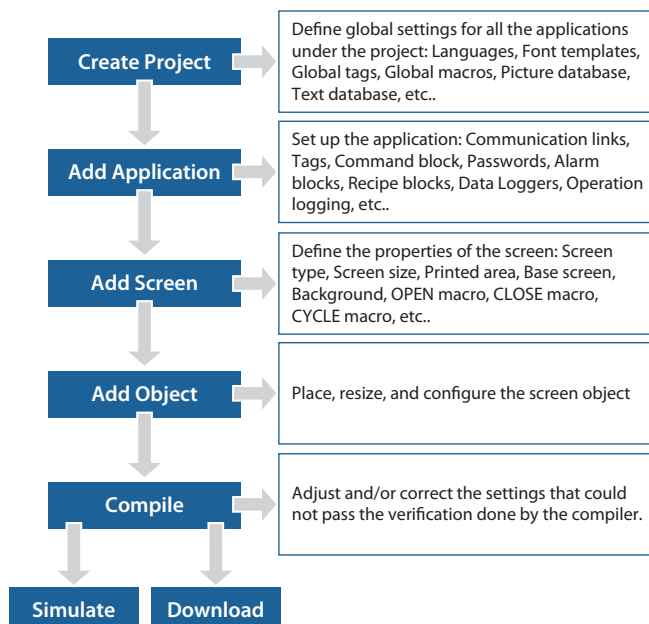 Create Project
Define global settings for all the applications
under the project: Languages, Font templates,
Global tags, Global macros, Picture database,
Text database, etc..
Add Application
Set up the application: Communication links,
Tags, Command block, Passwords, Alarm
blocks, Recipe blocks, Data Loggers, Operation
logging, etc..
Add Screen
Define the properties of the screen: Screen
type, Screen size, Printed area, Base screen,
Background, OPEN macro, CLOSE macro,
CYCLE macro, etc..
Add Object
Place, resize, and configure the screen object
Compile
Adjust and/or correct the settings that could
not pass the verification done by the compiler.
Simulate
Download